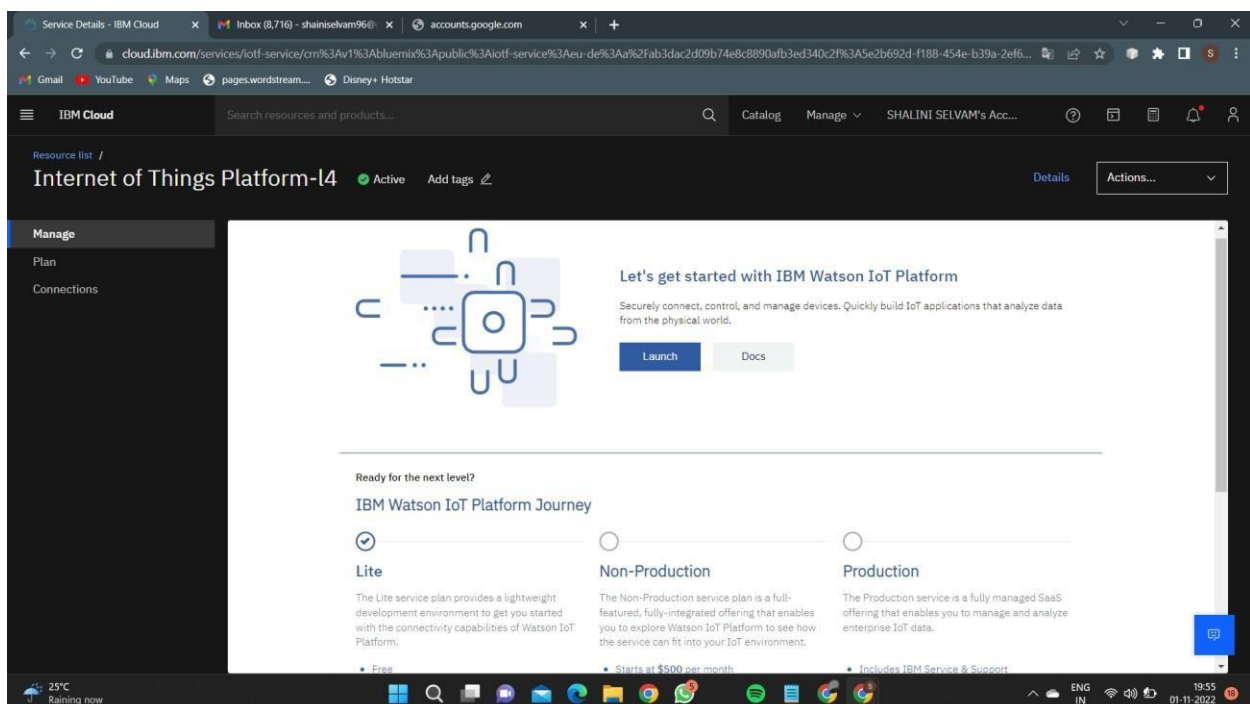 Service Details - IBM Cloud
Inbox (8,716) - shainiselvam96@
accounts.google.com
cloud.ibm.com/services/iotf-service/crn%3Av1%3Abluemix%3Apublic%3Aiotf-service%3Aeu-de%3Aa%2Fab3dac2d09b74e8c8890afb3ed340c2f%3A5e2b692d-f188-454e-b39a-2ef6...
Gmail YouTube Maps pages.wordstream.... Disney+ Hotstar
IBM Cloud
Search resources and products...
Catalog Manage SHALINI SELVAM's Acc...
Resource list /
Internet of Things Platform-l4 Active Add tags
Details Actions...
Manage
Plan
Connections
Let's get started with IBM Watson IoT Platform
Securely connect, control, and manage devices. Quickly build IoT applications that analyze data
from the physical world.
Launch Docs
Ready for the next level?
IBM Watson IoT Platform Journey
Lite
The Lite service plan provides a lightweight
development environment to get you started
with the connectivity capabilities of Watson IoT
Platform.
• Free
Non-Production
The Non-Production service plan is a full-
featured, fully-integrated offering that enables
you to explore Watson IoT Platform to see how
the service can fit into your IoT environment.
• Starts at $500 per month
Production
The Production service is a fully managed SaaS
offering that enables you to manage and analyze
enterprise IoT data.
• Includes IBM Service & Support
25°C
Raining now
ENG
IN
19:55
01-11-2022
18